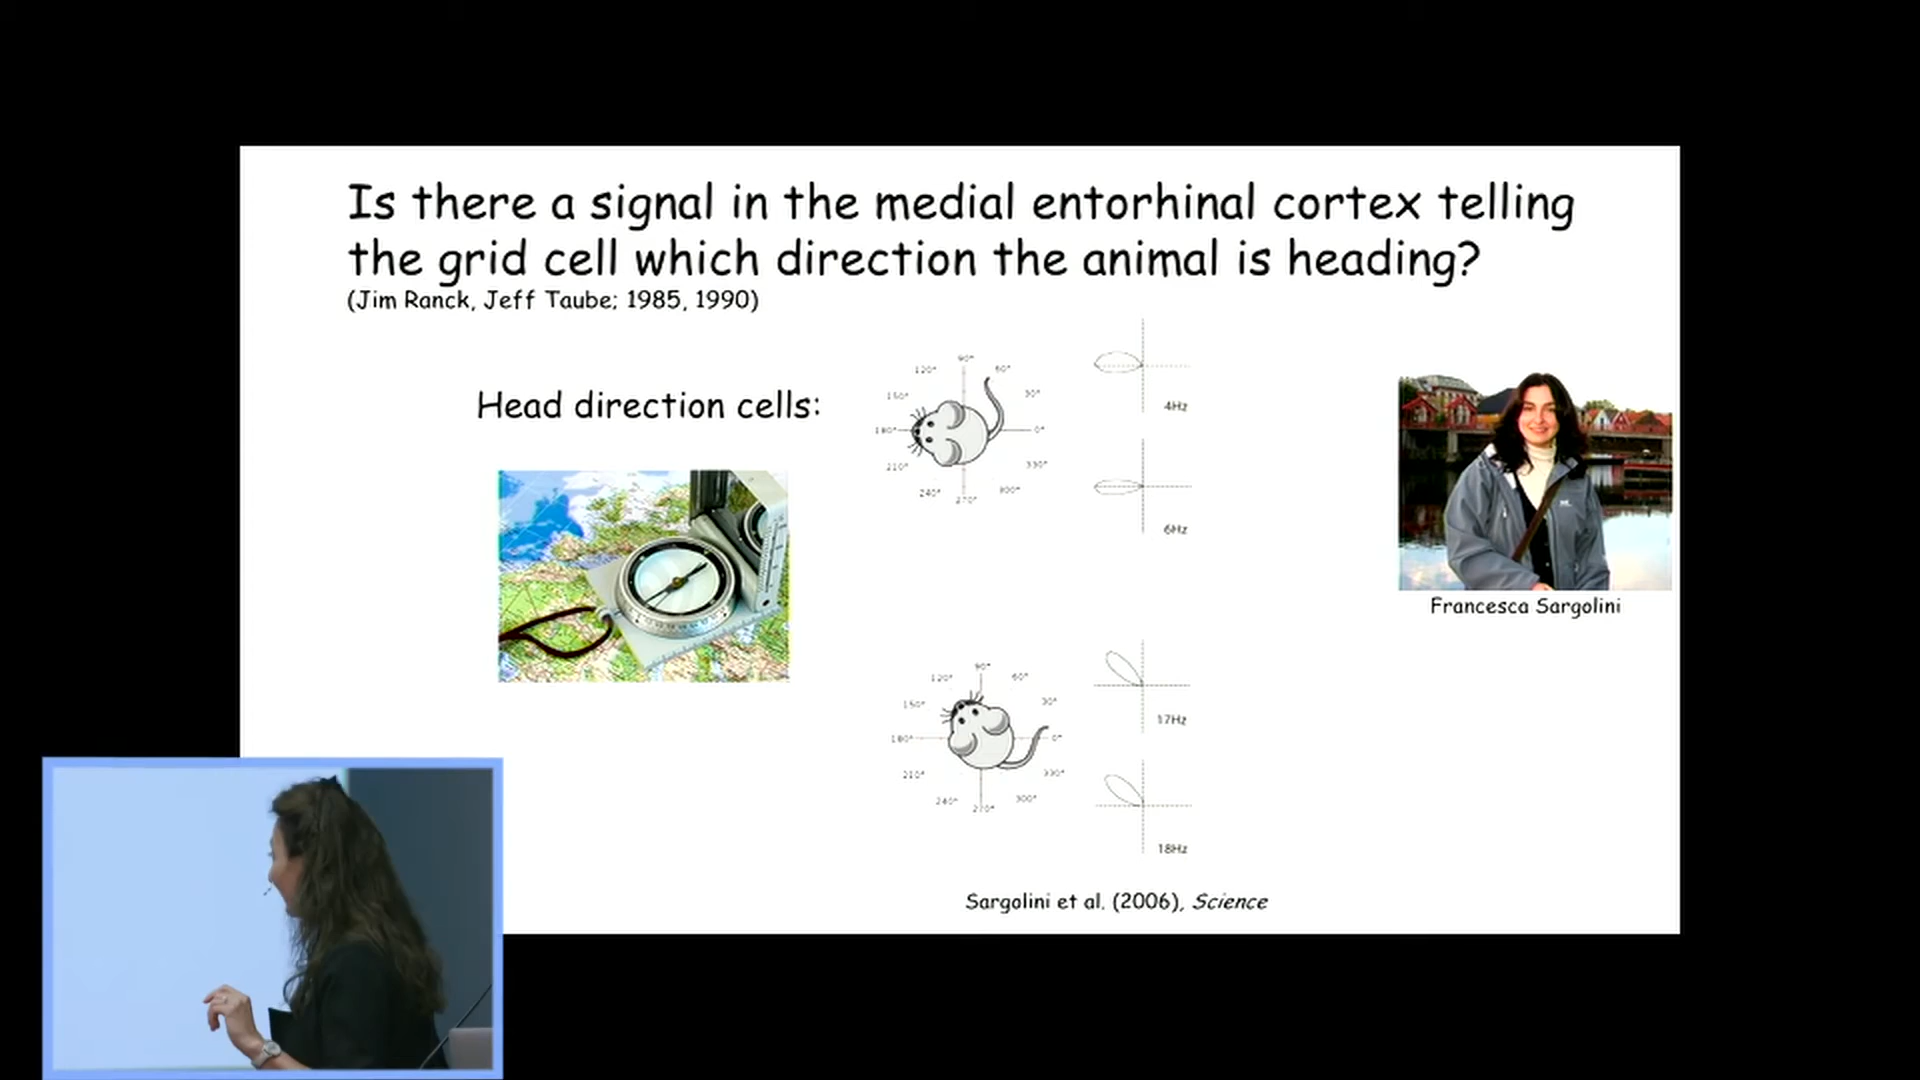 Is there a signal in the medial entorhinal cortex telling
the grid cell which direction the animal is heading?
(Jim Ranck, Jeff Taube; 1985, 1990)
Head direction cells:
90°
120° 60°
150° 30°
180° 0°
210° 330°
240° 300°
270°
4Hz
6Hz
Francesca Sargolini
90°
120° 60°
150° 30°
180° 0°
210° 330°
240° 300°
270°
17Hz
18Hz
Sargolini et al. (2006), Science